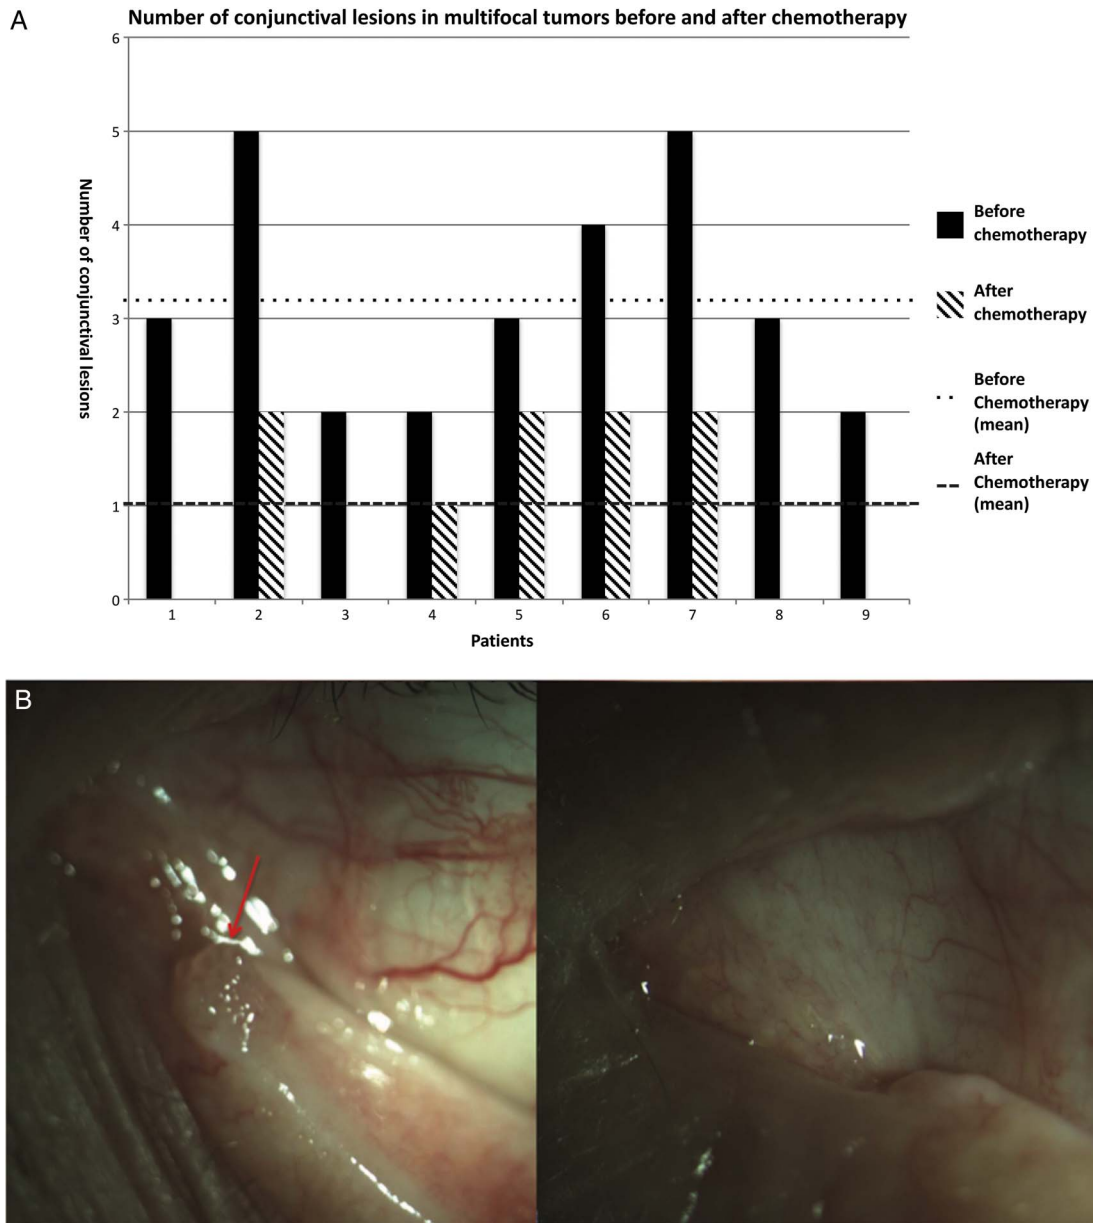 A
Number of conjunctival lesions in multifocal tumors before and after chemotherapy
Number of conjunctival lesions
6
5
4
3
2
1
0
1 2 3 4 5 6 7 8 9
Patients
Before
chemotherapy
After
chemotherapy
Before
Chemotherapy
(mean)
After
Chemotherapy
(mean)
B